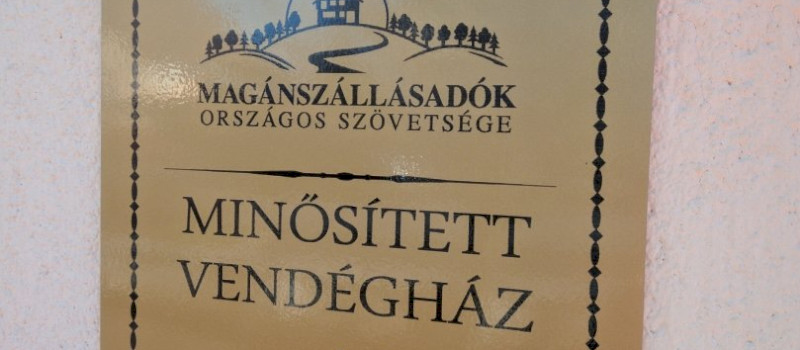 MAGÁNSZÁLLÁSADÓK
ORSZÁGOS SZÖVETSÉGE
MINŐSÍTETT
VENDÉGHÁZ